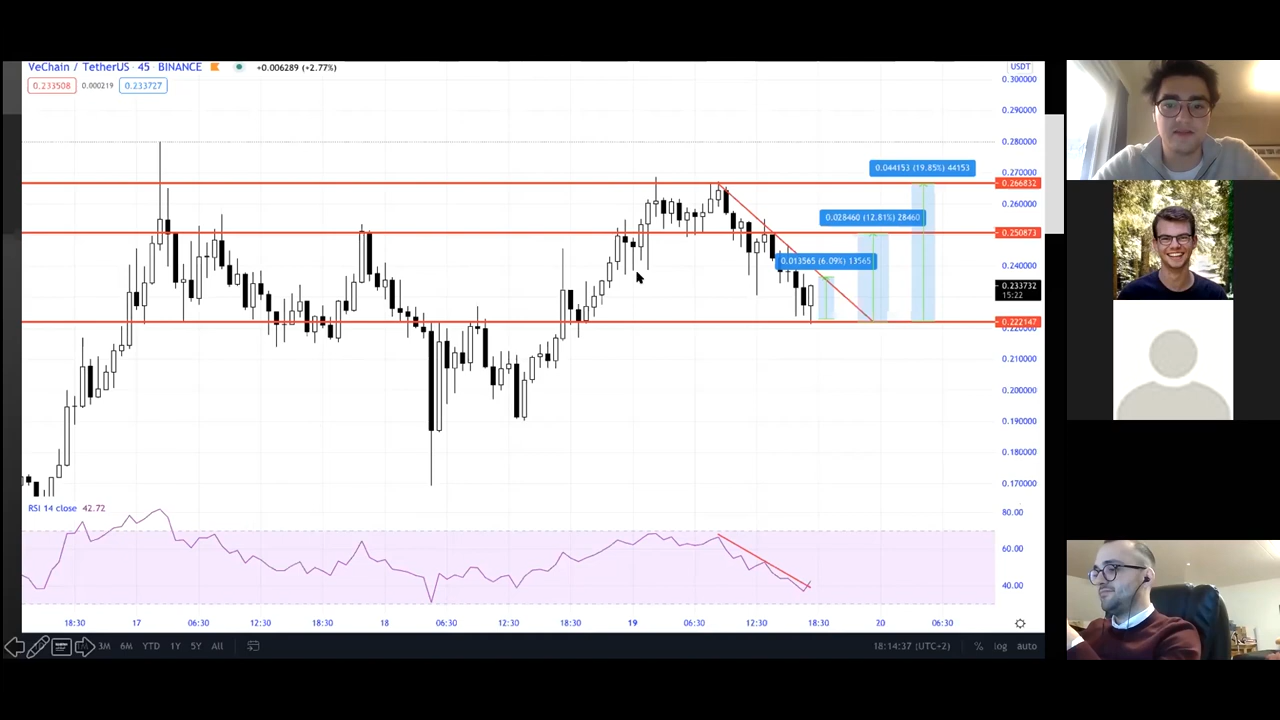 VeChain / TetherUS · 45 BINANCE +0.006289 (+2.77%)
0.233508 0.000219 0.233727
USDT
0.300000
0.290000
0.280000
0.270000
0.044153 (19.85%) 44153
0.266832
0.260000
0.028460 (12.81%) 28460
0.250873
0.013565 (6.09%) 13565
0.240000
0.233732
15:22
0.222147
0.220000
0.210000
0.200000
0.190000
0.180000
0.170000
RSI 14 close 42.72
80.00
60.00
40.00
18:30 17 06:30 12:30 18:30 18 06:30 12:30 18:30 19 06:30 12:30 18:30 20 06:30
3M 6M YTD 1Y 5Y All 18:14:37 (UTC+2) % log auto